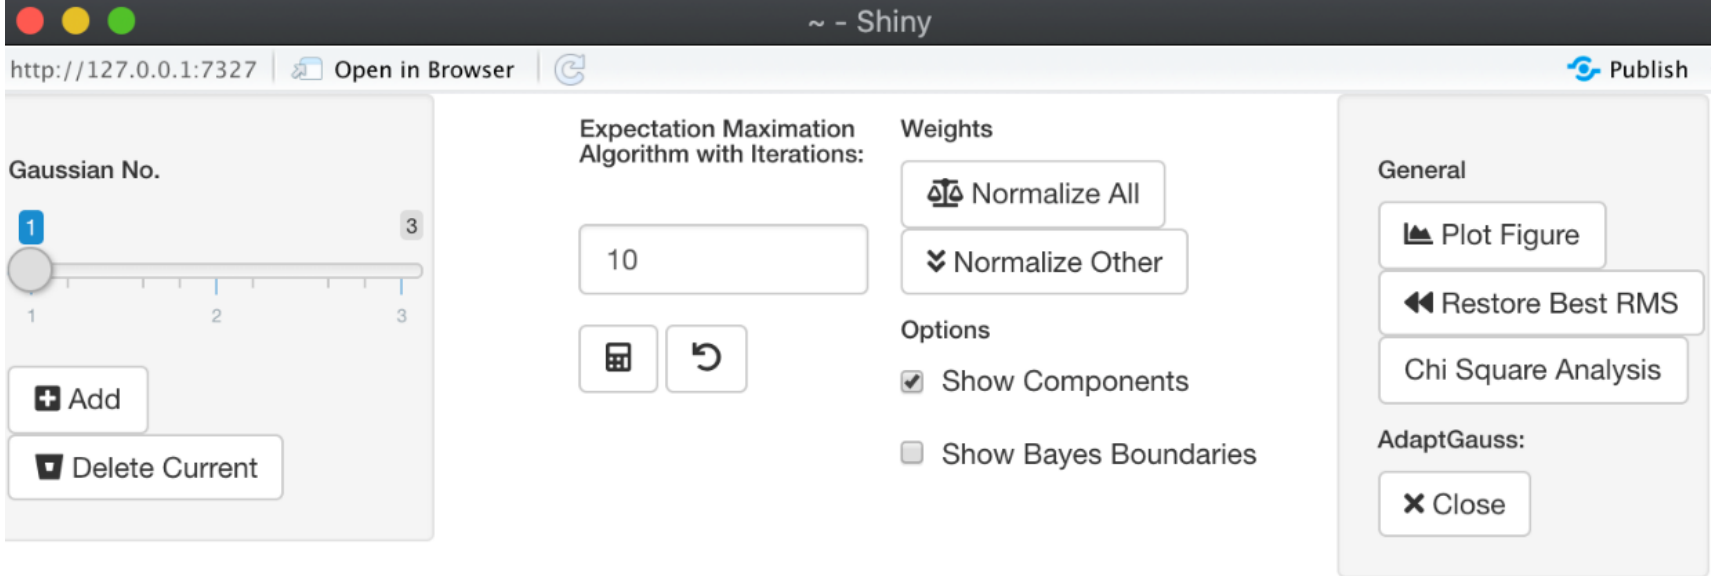 ~ - Shiny
http://127.0.0.1:7327
Open in Browser
Publish
Gaussian No.
1
3
1
2
3
Add
Delete Current
Expectation Maximation
Algorithm with Iterations:
10
Weights
Normalize All
Normalize Other
Options
Show Components
Show Bayes Boundaries
General
Plot Figure
Restore Best RMS
Chi Square Analysis
AdaptGauss:
Close